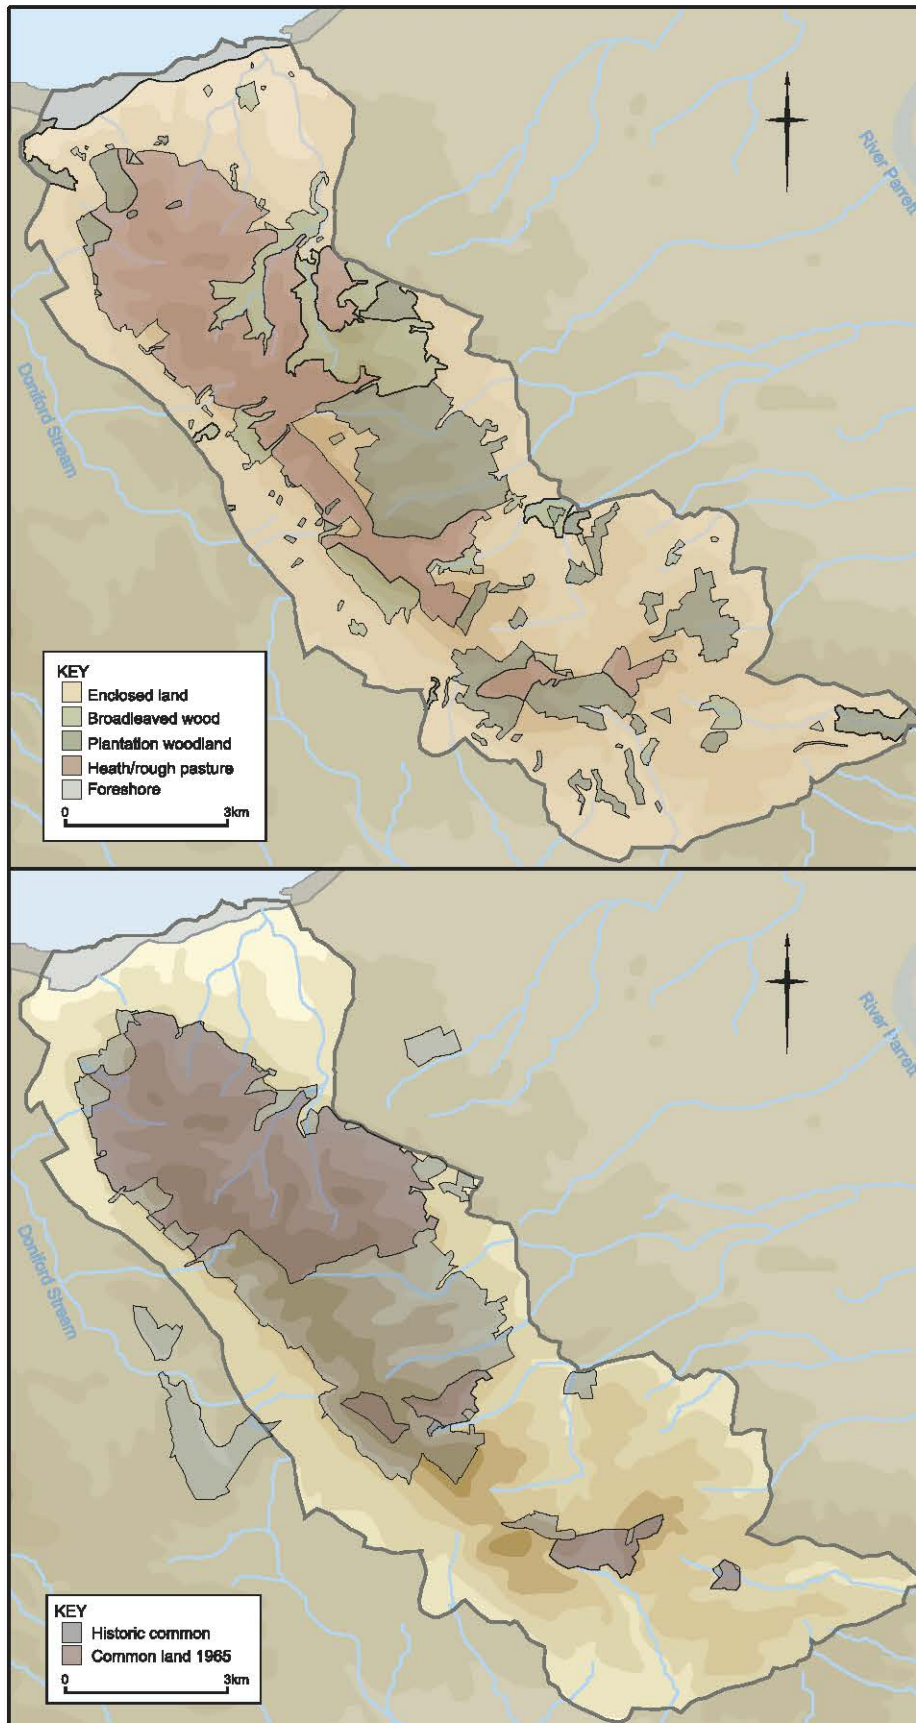 River Parrett
Doniford Stream
KEY
Enclosed land
Broadleaved wood
Plantation woodland
Heath/rough pasture
Foreshore
0 3km
River Parrett
Doniford Stream
KEY
Historic common
Common land 1965
0 3km